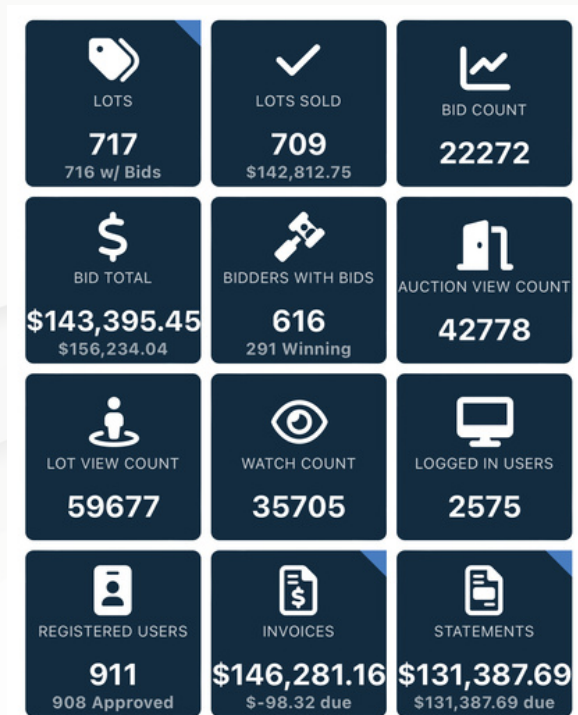 LOTS
717
716 w/ Bids
LOTS SOLD
709
$142,812.75
BID COUNT
22272
BID TOTAL
$143,395.45
$156,234.04
BIDDERS WITH BIDS
616
291 Winning
AUCTION VIEW COUNT
42778
LOT VIEW COUNT
59677
WATCH COUNT
35705
LOGGED IN USERS
2575
REGISTERED USERS
911
908 Approved
INVOICES
$146,281.16
$-98.32 due
STATEMENTS
$131,387.69
$131,387.69 due